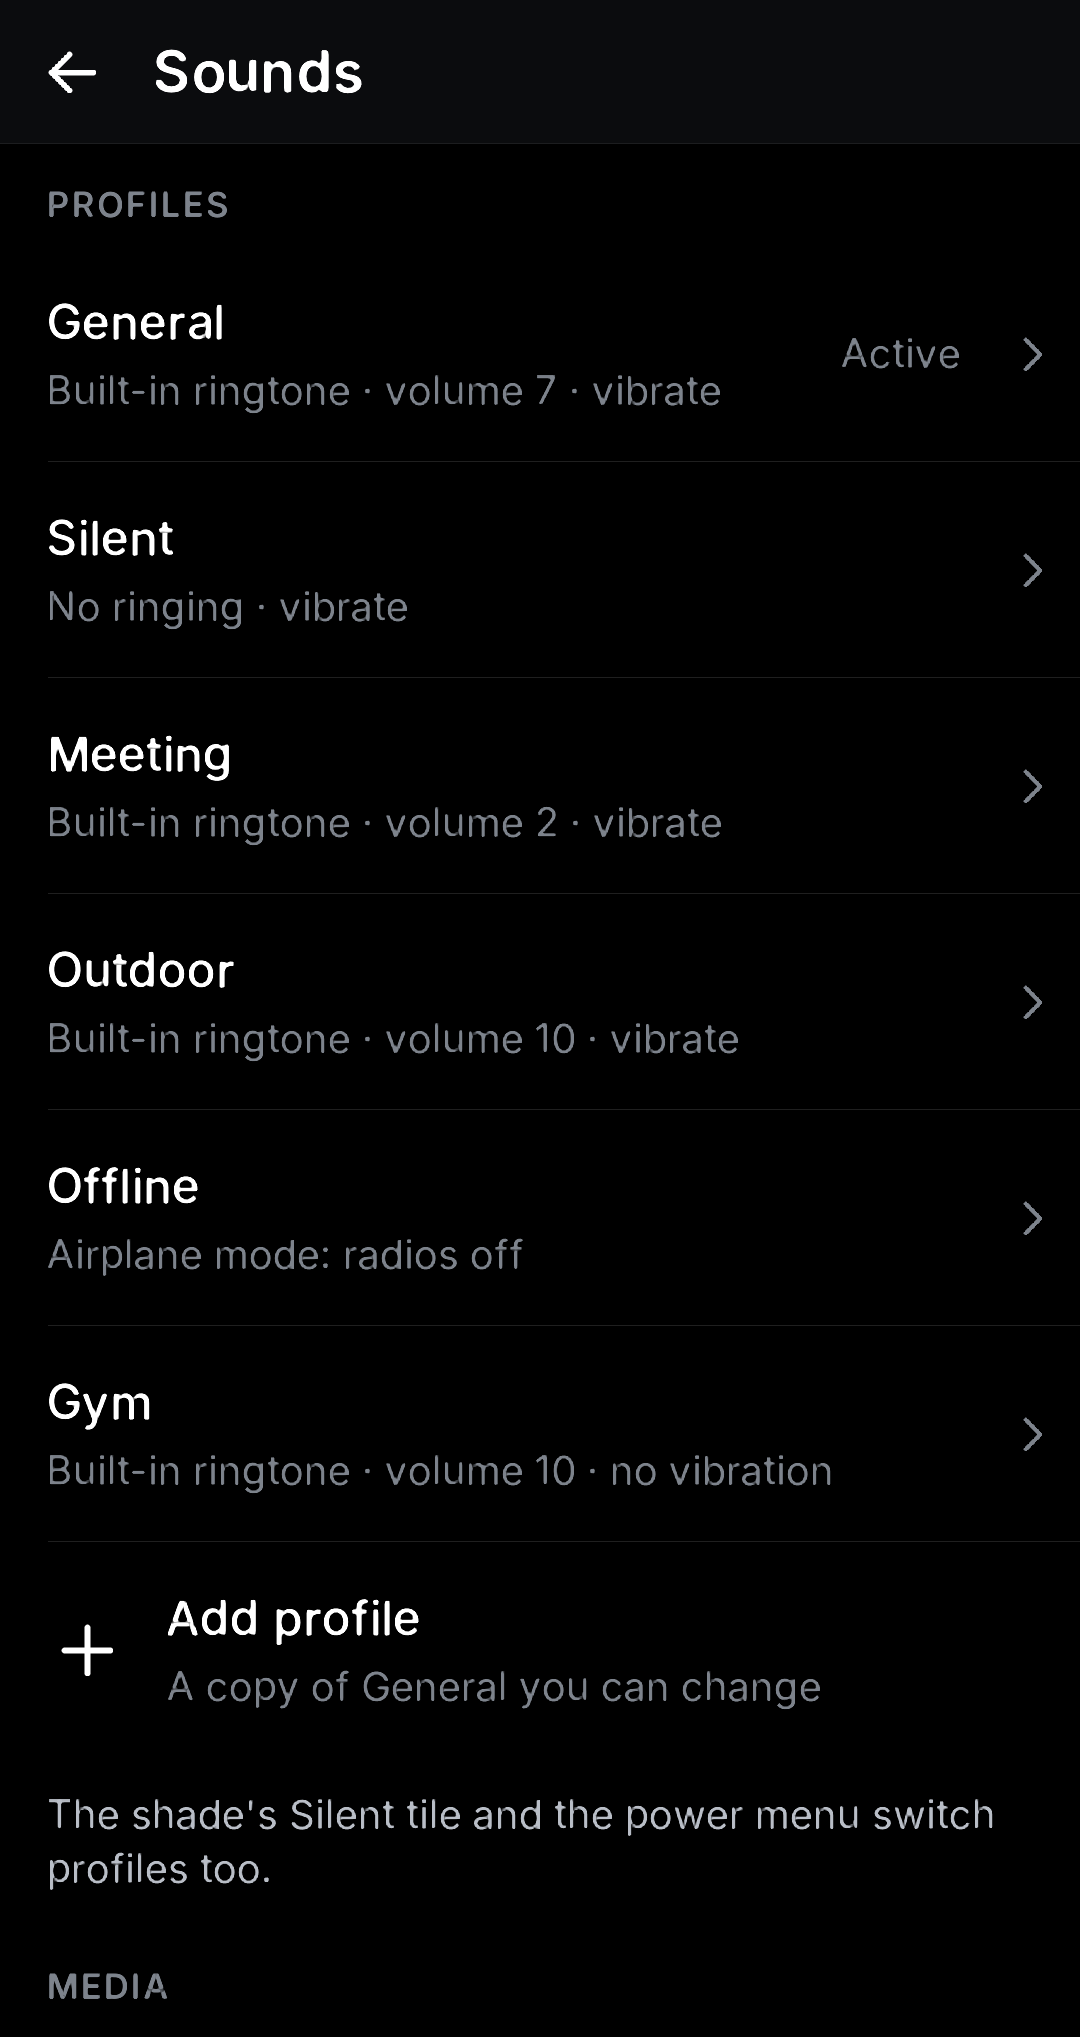 Sounds
PROFILES
General
Built-in ringtone · volume 7 · vibrate
Active
Silent
No ringing · vibrate
Meeting
Built-in ringtone · volume 2 · vibrate
Outdoor
Built-in ringtone · volume 10 · vibrate
Offline
Airplane mode: radios off
Gym
Built-in ringtone · volume 10 · no vibration
Add profile
A copy of General you can change
The shade's Silent tile and the power menu switch
profiles too.
MEDIA